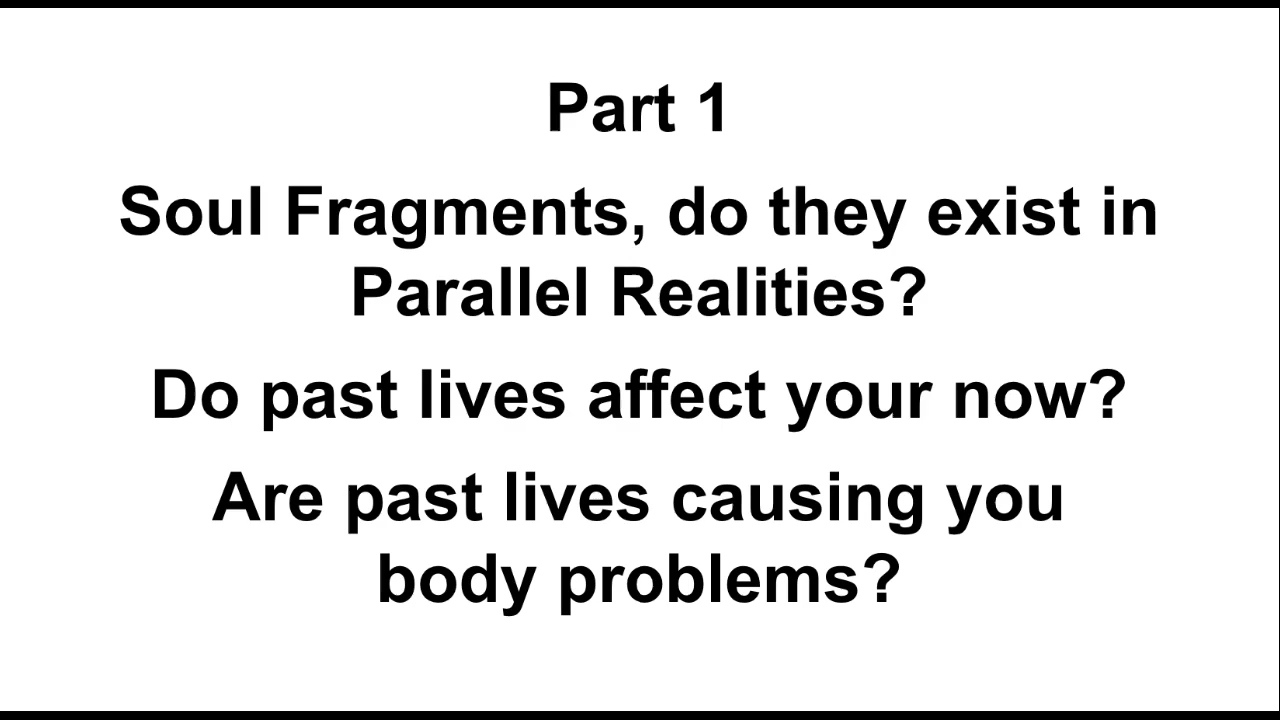 Part 1
Soul Fragments, do they exist in
Parallel Realities?
Do past lives affect your now?
Are past lives causing you
body problems?